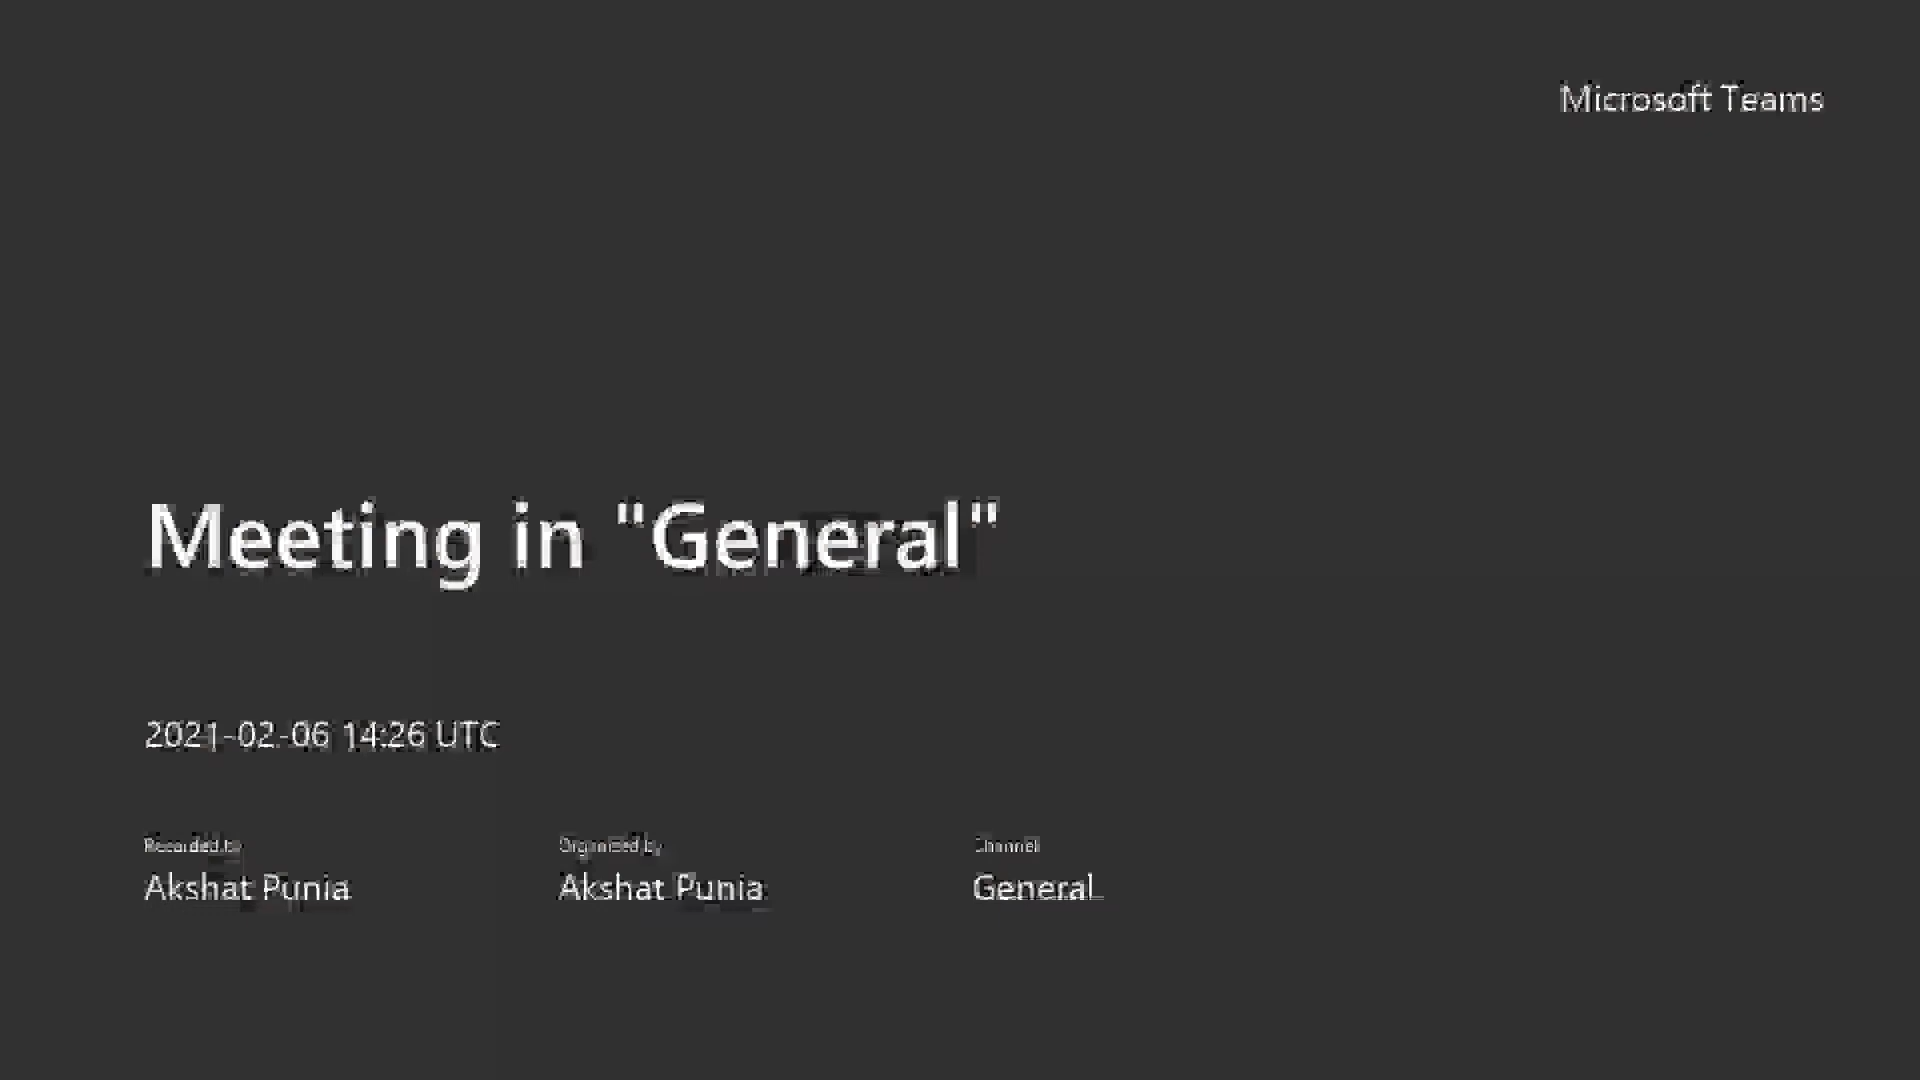 Microsoft Teams
Meeting in "General"
2021-02-06 14:26 UTC
Recorded by
Organized by
Channel
Akshat Punia
Akshat Punia
General